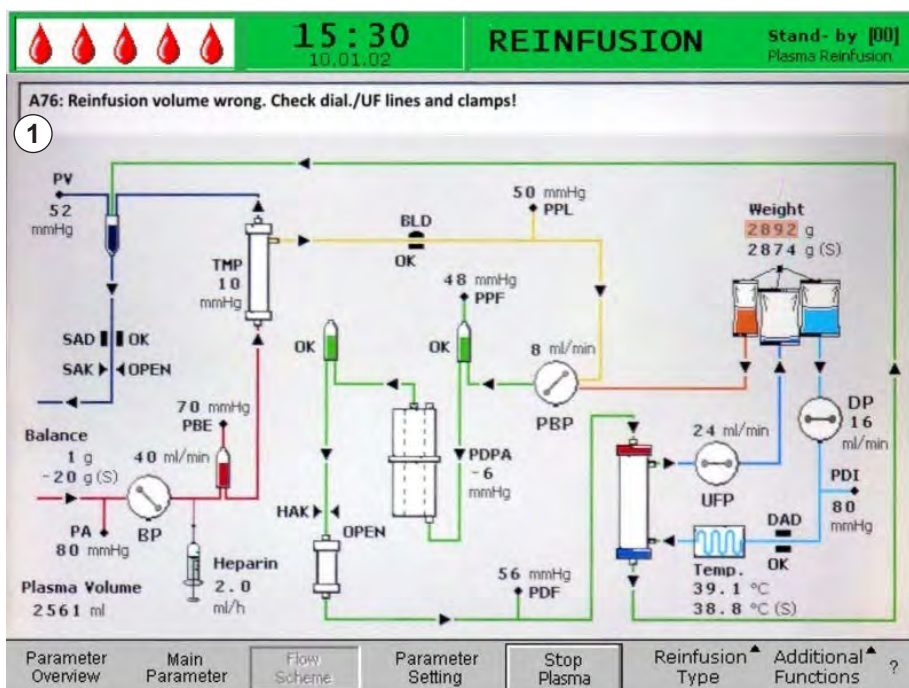 15:30
10.01.02
REINFUSION
Stand- by [00]
Plasma Reinfusion
A76: Reinfusion volume wrong. Check dial./UF lines and clamps!
1
PV
52
mmHg
TMP
10
mmHg
BLD
OK
50 mmHg
PPL
Weight
2892 g
2874 g (S)
48 mmHg
PPF
SAD OK
SAK OPEN
OK
OK
8 ml/min
PBP
70 mmHg
PBE
Balance
1 g
-20 g (S)
40 ml/min
BP
PA
80 mmHg
PDPA
-6
mmHg
24 ml/min
UFP
DP
16
ml/min
PDI
80
mmHg
HAK
OPEN
DAD
OK
Heparin
2.0
ml/h
Plasma Volume
2561 ml
56 mmHg
PDF
Temp.
39.1 °C
38.8 °C (S)
Parameter
Overview
Main
Parameter
Flow
Scheme
Parameter
Setting
Stop
Plasma
Reinfusion
Type
Additional
Functions
?